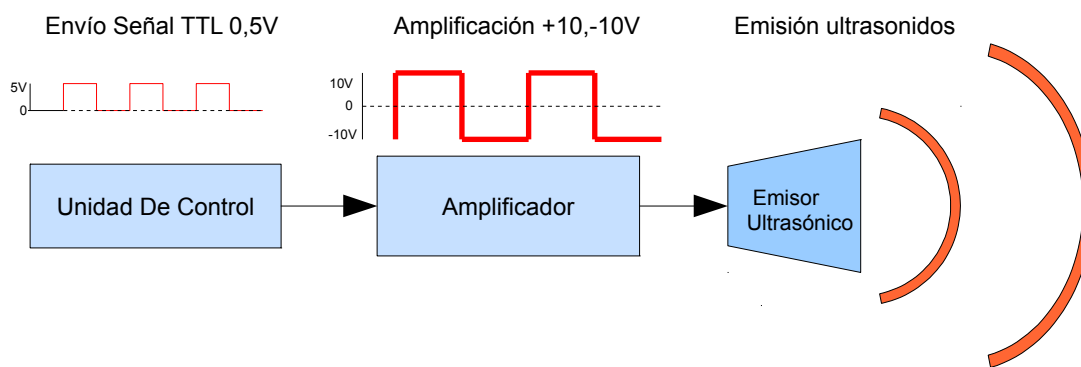 Envío Señal TTL 0,5V
Amplificación +10,-10V
Emisión ultrasonidos
5V
0
10V
0
-10V
Unidad De Control
Amplificador
Emisor
Ultrasónico